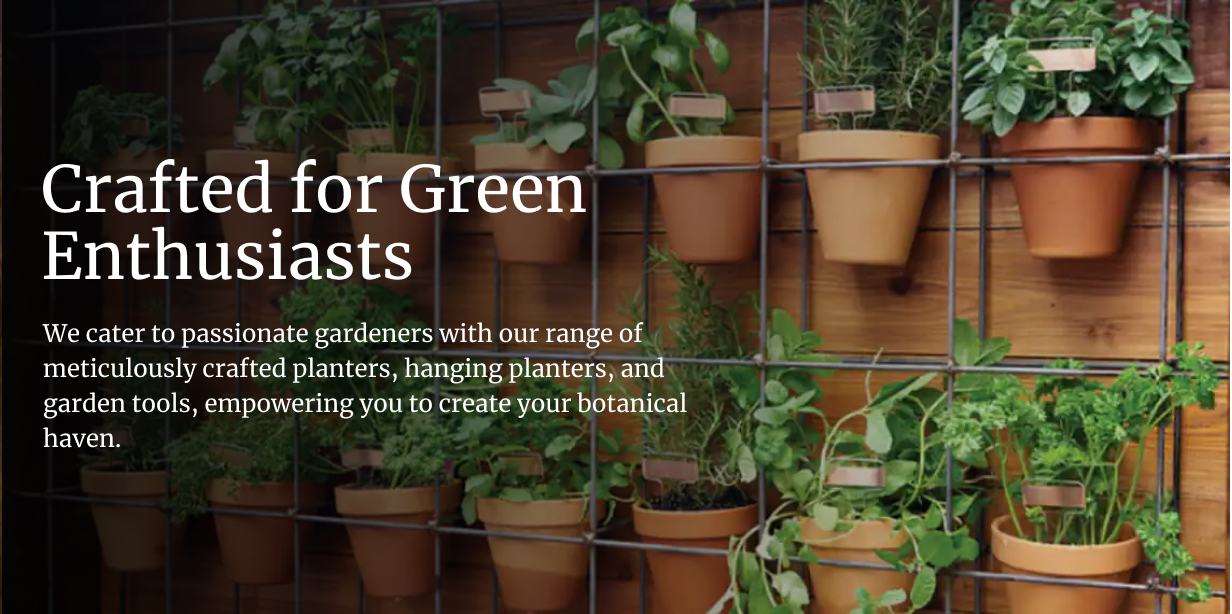 Crafted for Green
Enthusiasts
We cater to passionate gardeners with our range of
meticulously crafted planters, hanging planters, and
garden tools, empowering you to create your botanical
haven.